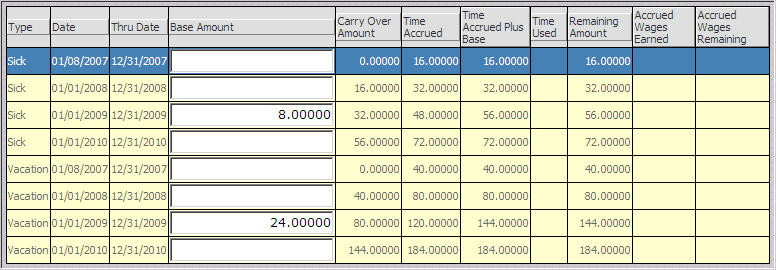 Type Date Thru Date Base Amount Carry Over Amount Time Accrued Time Accrued Plus Base Time Used Remaining Amount Accrued Wages Earned Accrued Wages Remaining
Sick 01/08/2007 12/31/2007 0.00000 16.00000 16.00000 16.00000
Sick 01/01/2008 12/31/2008 16.00000 32.00000 32.00000 32.00000
Sick 01/01/2009 12/31/2009 8.00000 32.00000 48.00000 56.00000 56.00000
Sick 01/01/2010 12/31/2010 56.00000 72.00000 72.00000 72.00000
Vacation 01/08/2007 12/31/2007 0.00000 40.00000 40.00000 40.00000
Vacation 01/01/2008 12/31/2008 40.00000 80.00000 80.00000 80.00000
Vacation 01/01/2009 12/31/2009 24.00000 80.00000 120.00000 144.00000 144.00000
Vacation 01/01/2010 12/31/2010 144.00000 184.00000 184.00000 184.00000